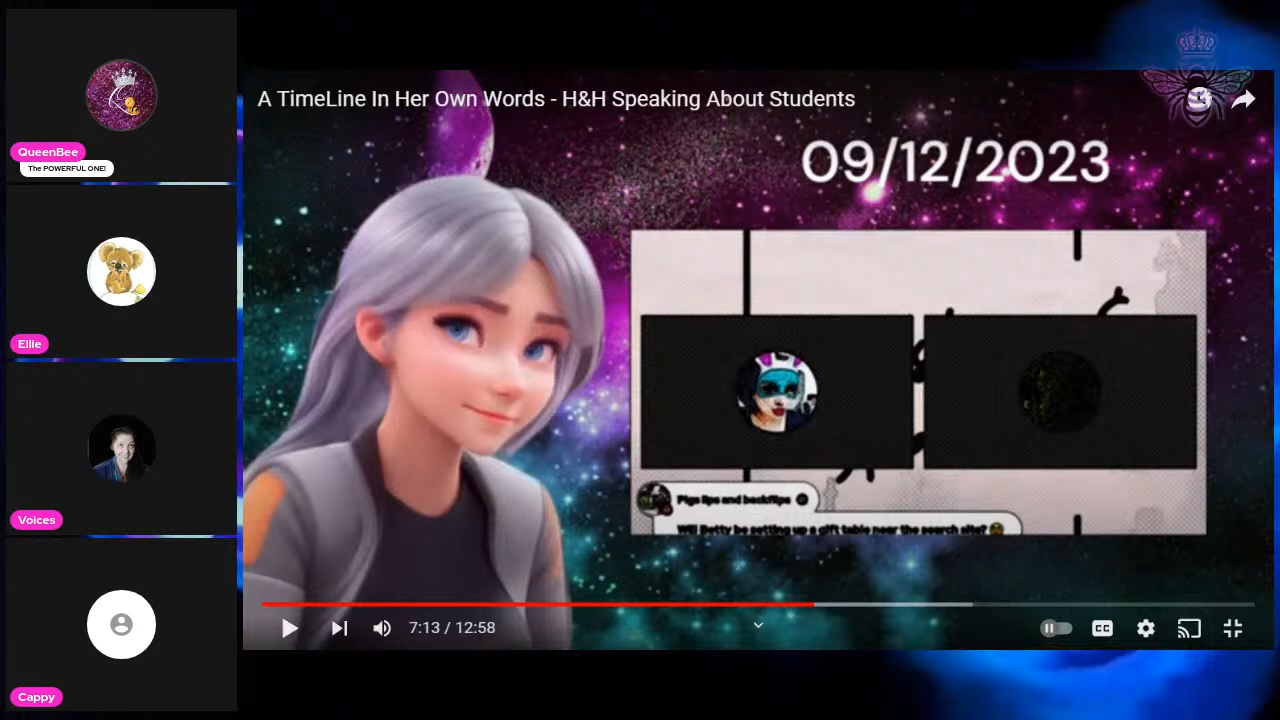 QueenBee
The POWERFUL ONE!
Ellie
Voices
Cappy
A TimeLine In Her Own Words - H&H Speaking About Students
09/12/2023
Pigs lips and backflips
Will Betty be setting up a gift table near the search site?
7:13 / 12:58
CC